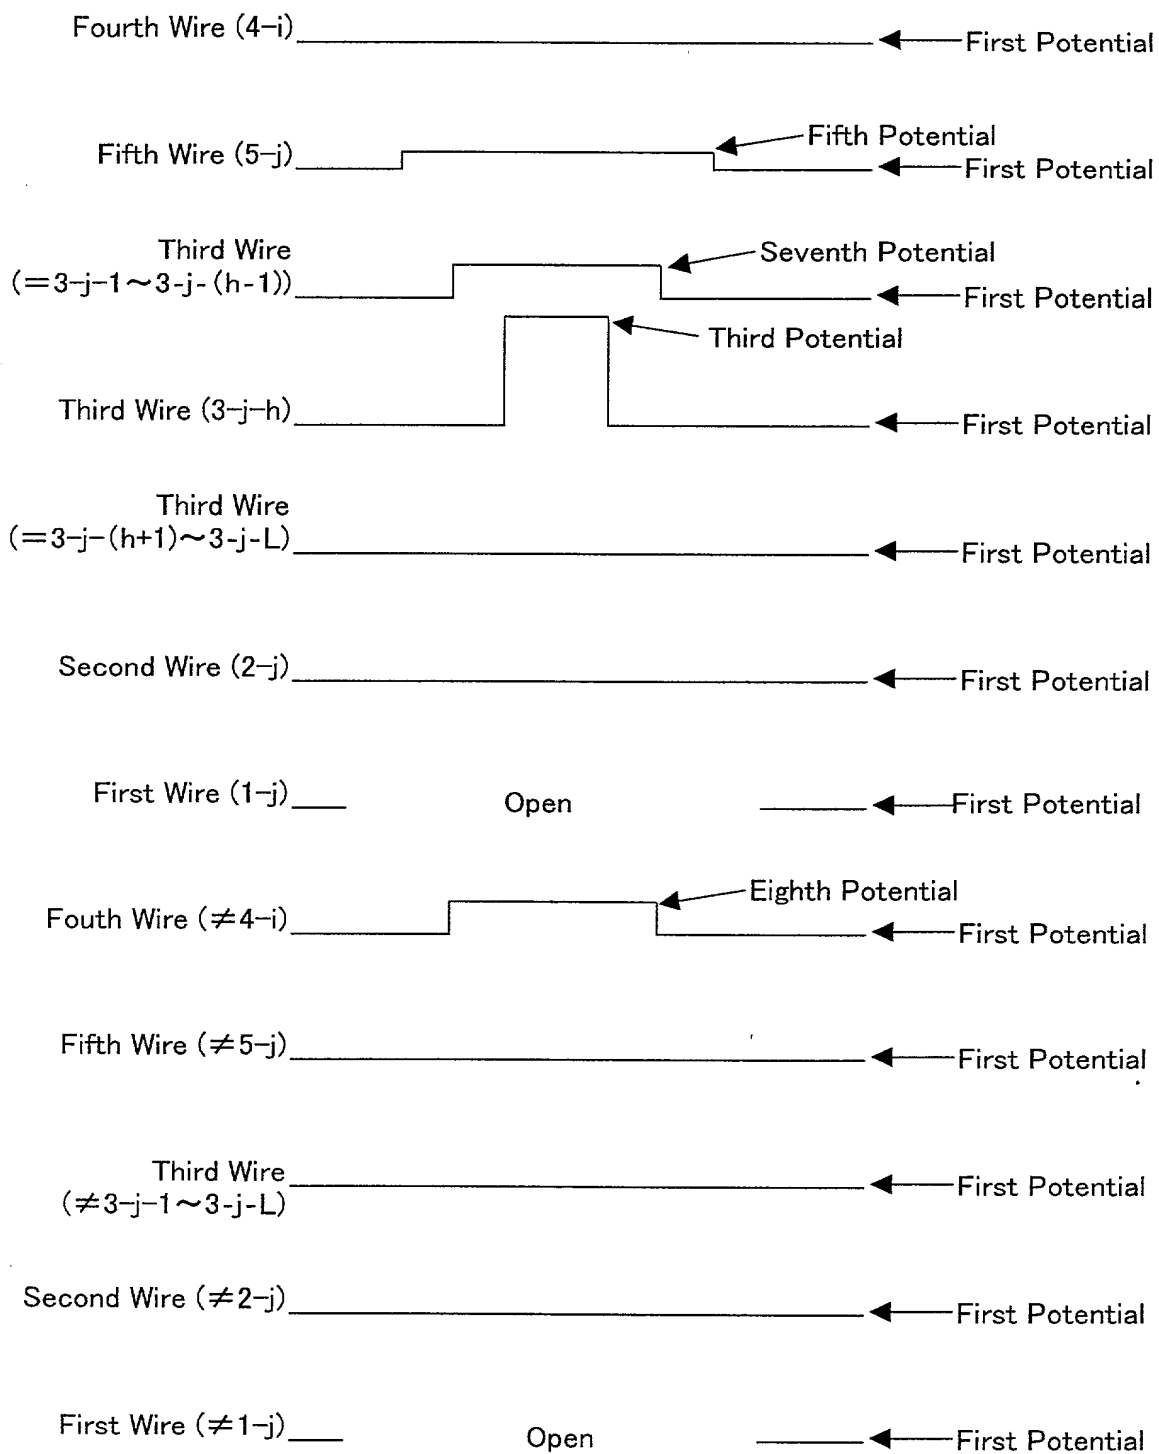 Fourth Wire (4-i)
First Potential
Fifth Potential
Fifth Wire (5-j)
First Potential
Third Wire
(=3-j-1~3-j-(h-1))
Seventh Potential
First Potential
Third Potential
Third Wire (3-j-h)
First Potential
Third Wire
(=3-j-(h+1)~3-j-L)
First Potential
Second Wire (2-j)
First Potential
First Wire (1-j)
Open
First Potential
Eighth Potential
Fouth Wire (≠4-i)
First Potential
Fifth Wire (≠5-j)
First Potential
Third Wire
(≠3-j-1~3-j-L)
First Potential
Second Wire (≠2-j)
First Potential
First Wire (≠1-j)
Open
First Potential